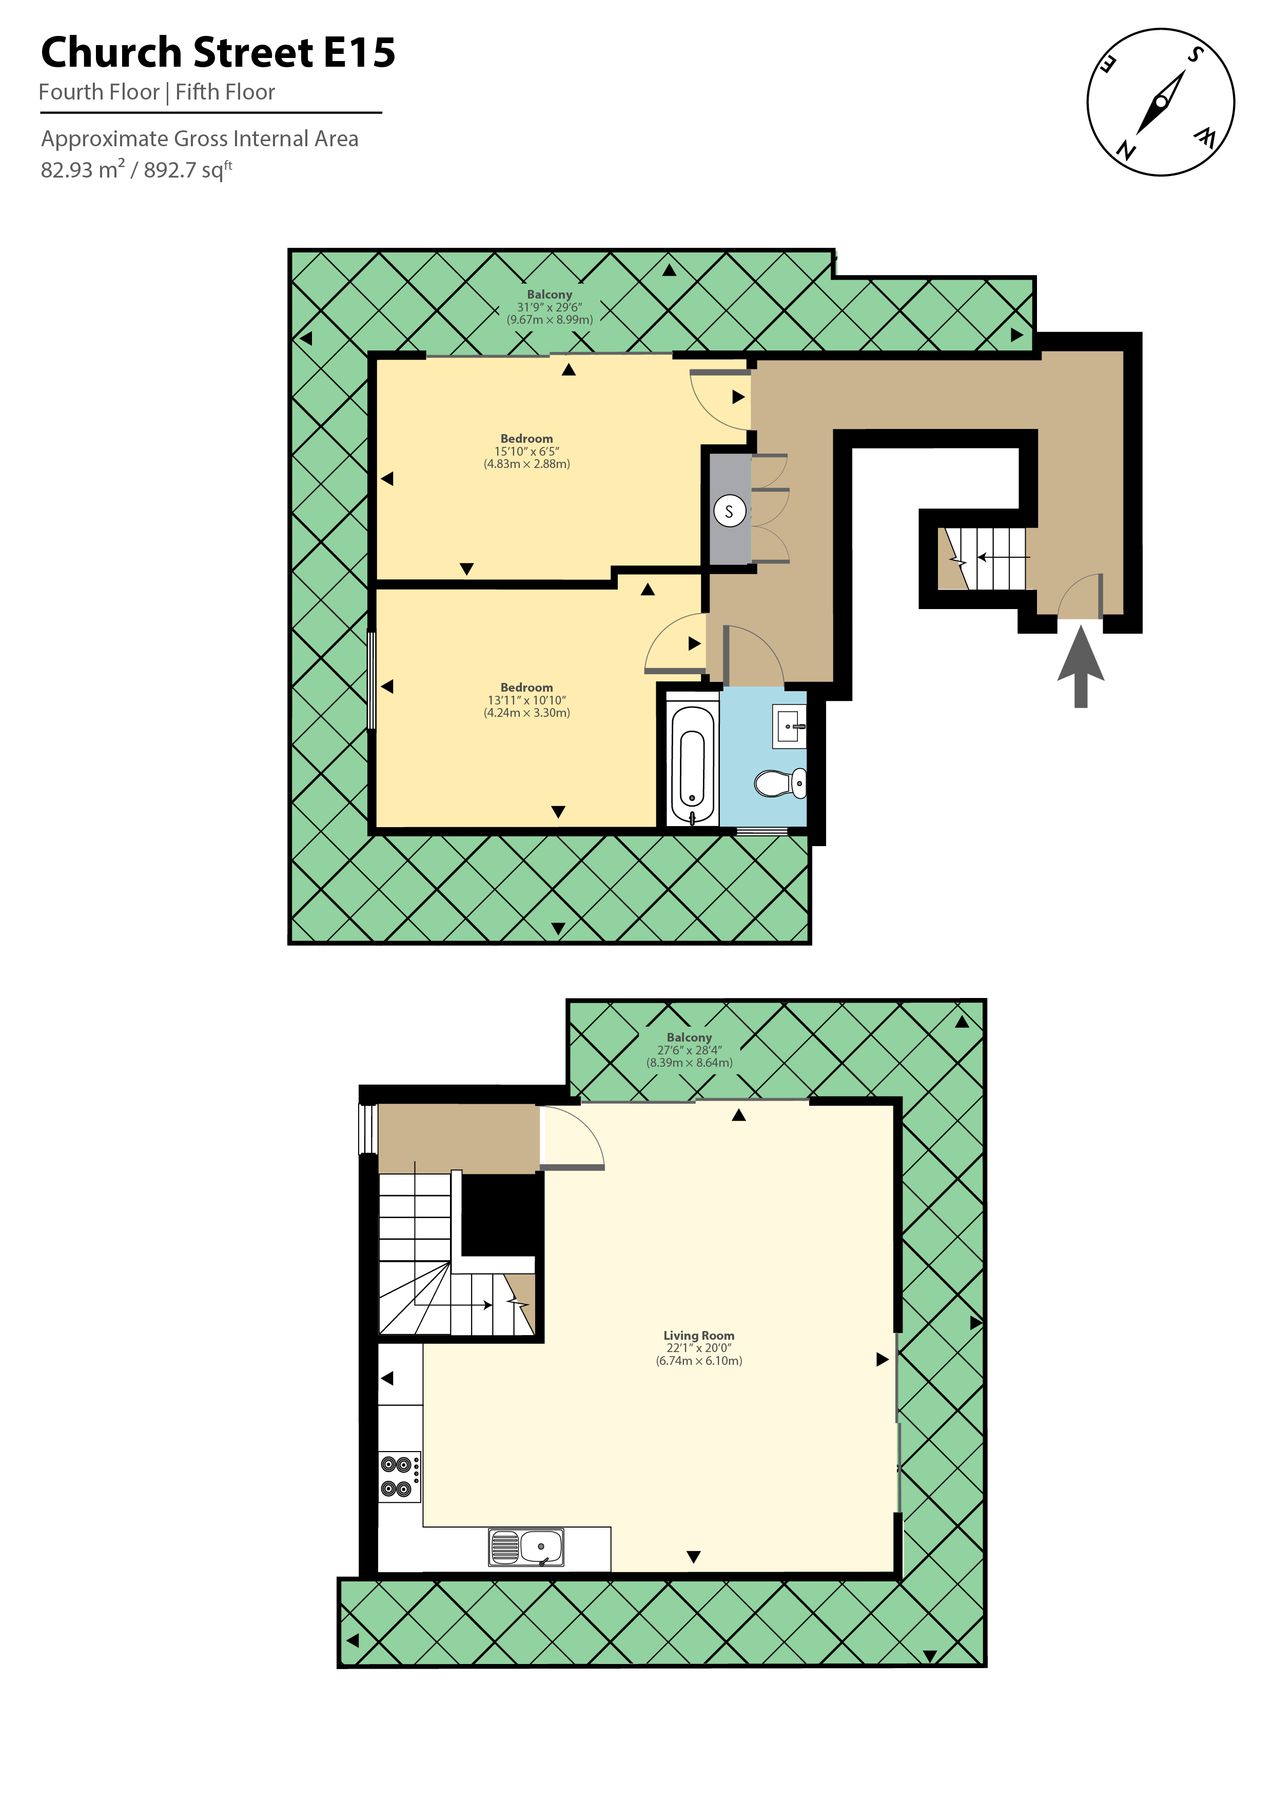 Church Street E15
Fourth Floor | Fifth Floor
Approximate Gross Internal Area
82.93 m² / 892.7 sqft
E
S
W
N
Balcony
31'9" x 29'6"
(9.67m × 8.99m)
Bedroom
15'10" x 6'5"
(4.83m × 2.88m)
S
Bedroom
13'11" x 10'10"
(4.24m × 3.30m)
Balcony
27'6" x 28'4"
(8.39m × 8.64m)
Living Room
22'1" x 20'0"
(6.74m × 6.10m)